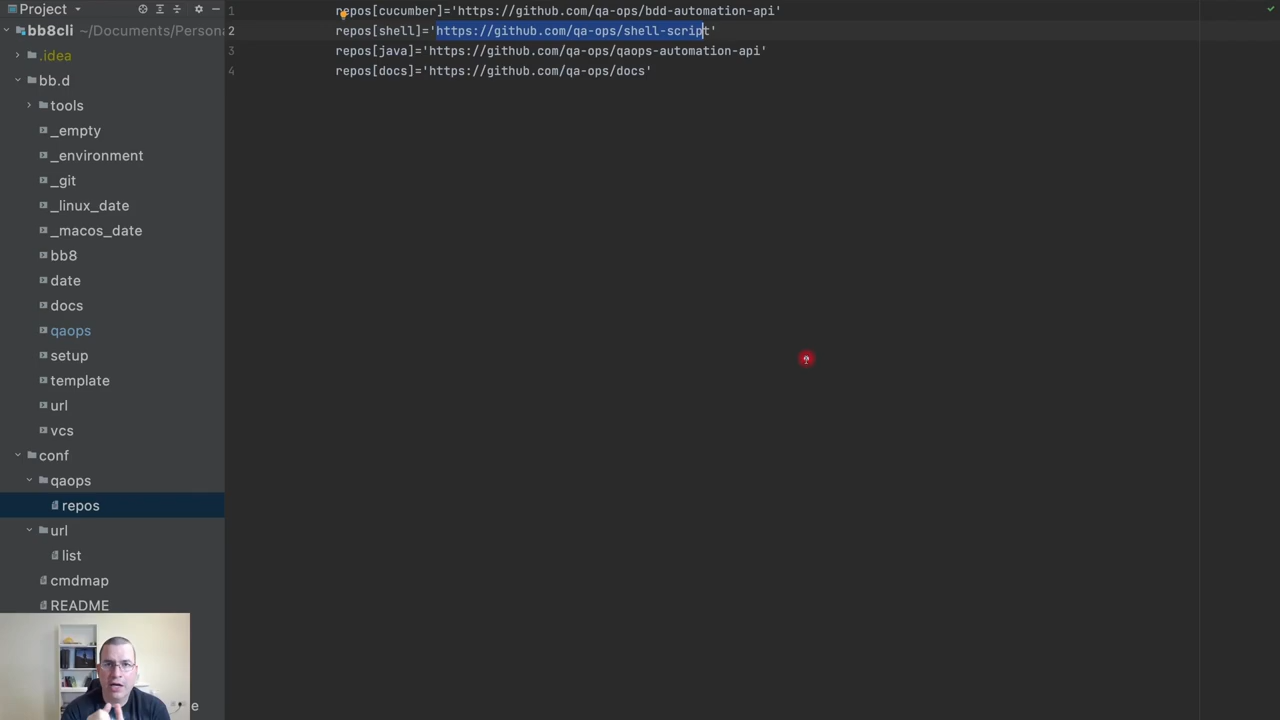 Project
bb8cli ~/Documents/Persona
.idea
bb.d
tools
_empty
_environment
_git
_linux_date
_macos_date
bb8
date
docs
qaops
setup
template
url
vcs
conf
qaops
repos
url
list
cmdmap
README
e
1 repos[cucumber]='https://github.com/qa-ops/bdd-automation-api'
2 repos[shell]='https://github.com/qa-ops/shell-script'
3 repos[java]='https://github.com/qa-ops/qaops-automation-api'
4 repos[docs]='https://github.com/qa-ops/docs'